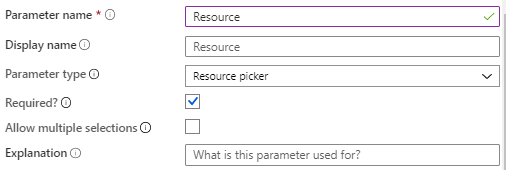 Parameter name * Resource
Display name Resource
Parameter type Resource picker
Required?
Allow multiple selections
Explanation What is this parameter used for?